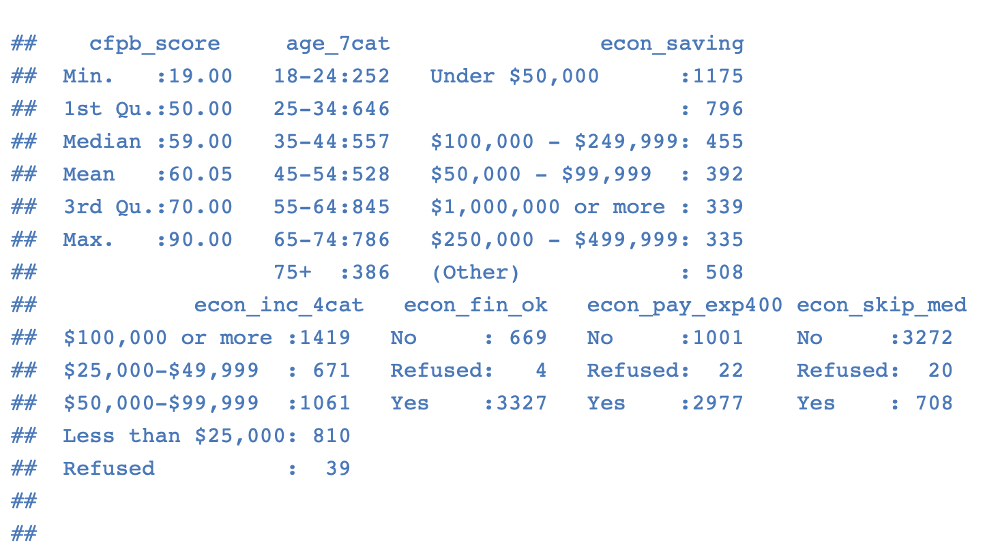 ##    cfpb_score     age_7cat                econ_saving
##  Min.   :19.00   18-24:252   Under $50,000      :1175
##  1st Qu.:50.00   25-34:646                      : 796
##  Median :59.00   35-44:557   $100,000 - $249,999: 455
##  Mean   :60.05   45-54:528   $50,000 - $99,999  : 392
##  3rd Qu.:70.00   55-64:845   $1,000,000 or more : 339
##  Max.   :90.00   65-74:786   $250,000 - $499,999: 335
##                  75+  :386   (Other)            : 508
##            econ_inc_4cat   econ_fin_ok   econ_pay_exp400 econ_skip_med
##  $100,000 or more :1419   No     : 669   No     :1001    No     :3272
##  $25,000-$49,999  : 671   Refused:   4   Refused:  22    Refused:  20
##  $50,000-$99,999  :1061   Yes    :3327   Yes    :2977    Yes    : 708
##  Less than $25,000: 810
##  Refused          :  39
##
##